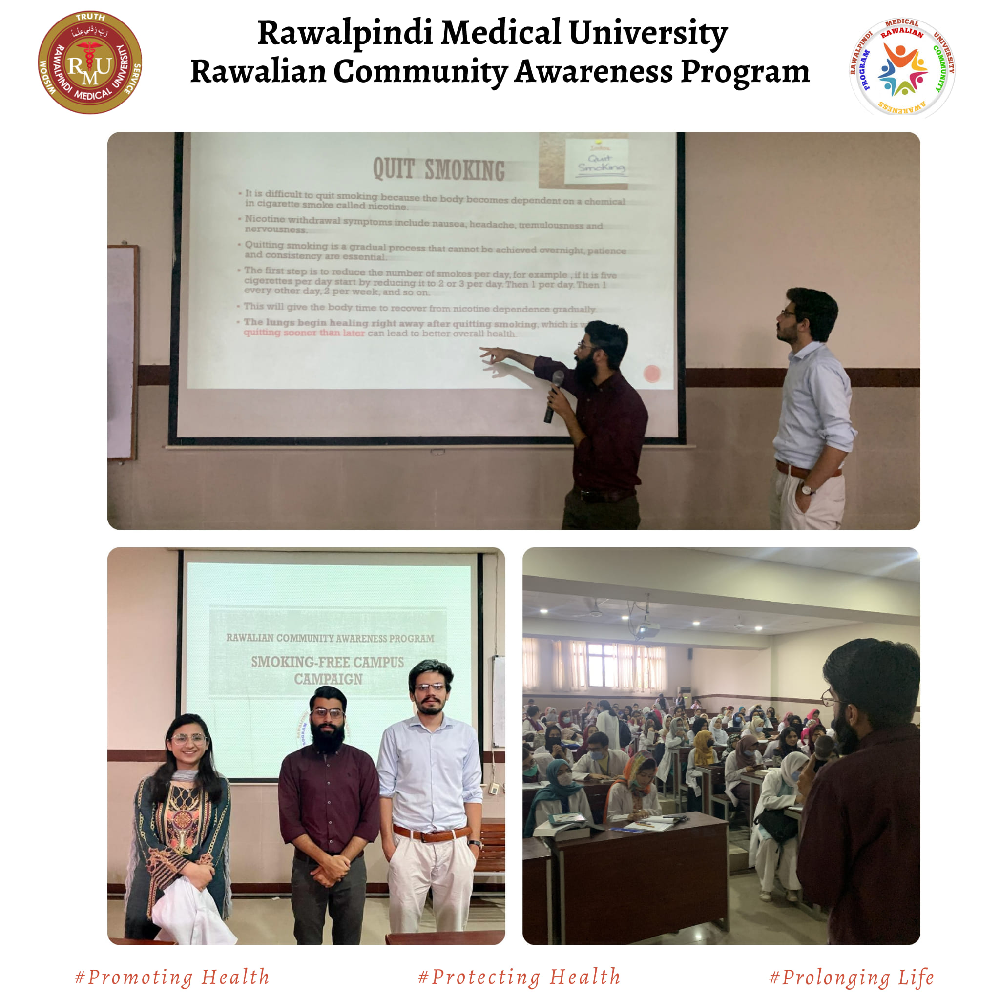 TRUTH
رَبِّ زِدْنِي عِلْماً
RAWALPINDI MEDICAL UNIVERSITY
R M U
WISDOM
SERVICE
Rawalpindi Medical University
Rawalian Community Awareness Program
RAWALPINDI MEDICAL UNIVERSITY
RAWALIAN COMMUNITY
AWARENESS
PROGRAM
QUIT SMOKING
Quit
Smoking
▪ It is difficult to quit smoking because the body becomes dependent on a chemical
in cigarette smoke called nicotine.
▪ Nicotine withdrawal symptoms include nausea, headache, tremulousness and
nervousness.
▪ Quitting smoking is a gradual process that cannot be achieved overnight, patience
and consistency are essential.
▪ The first step is to reduce the number of smokes per day, for example , if it is five
cigerettes per day start by reducing it to 2 or 3 per day. Then 1 per day. Then 1
every other day, 2 per week, and so on.
▪ This will give the body time to recover from nicotine dependence gradually.
▪ The lungs begin healing right away after quitting smoking, which is
quitting sooner than later can lead to better overall health.
RAWALIAN COMMUNITY AWARENESS PROGRAM
SMOKING-FREE CAMPUS
CAMPAIGN
#Promoting Health
#Protecting Health
#Prolonging Life